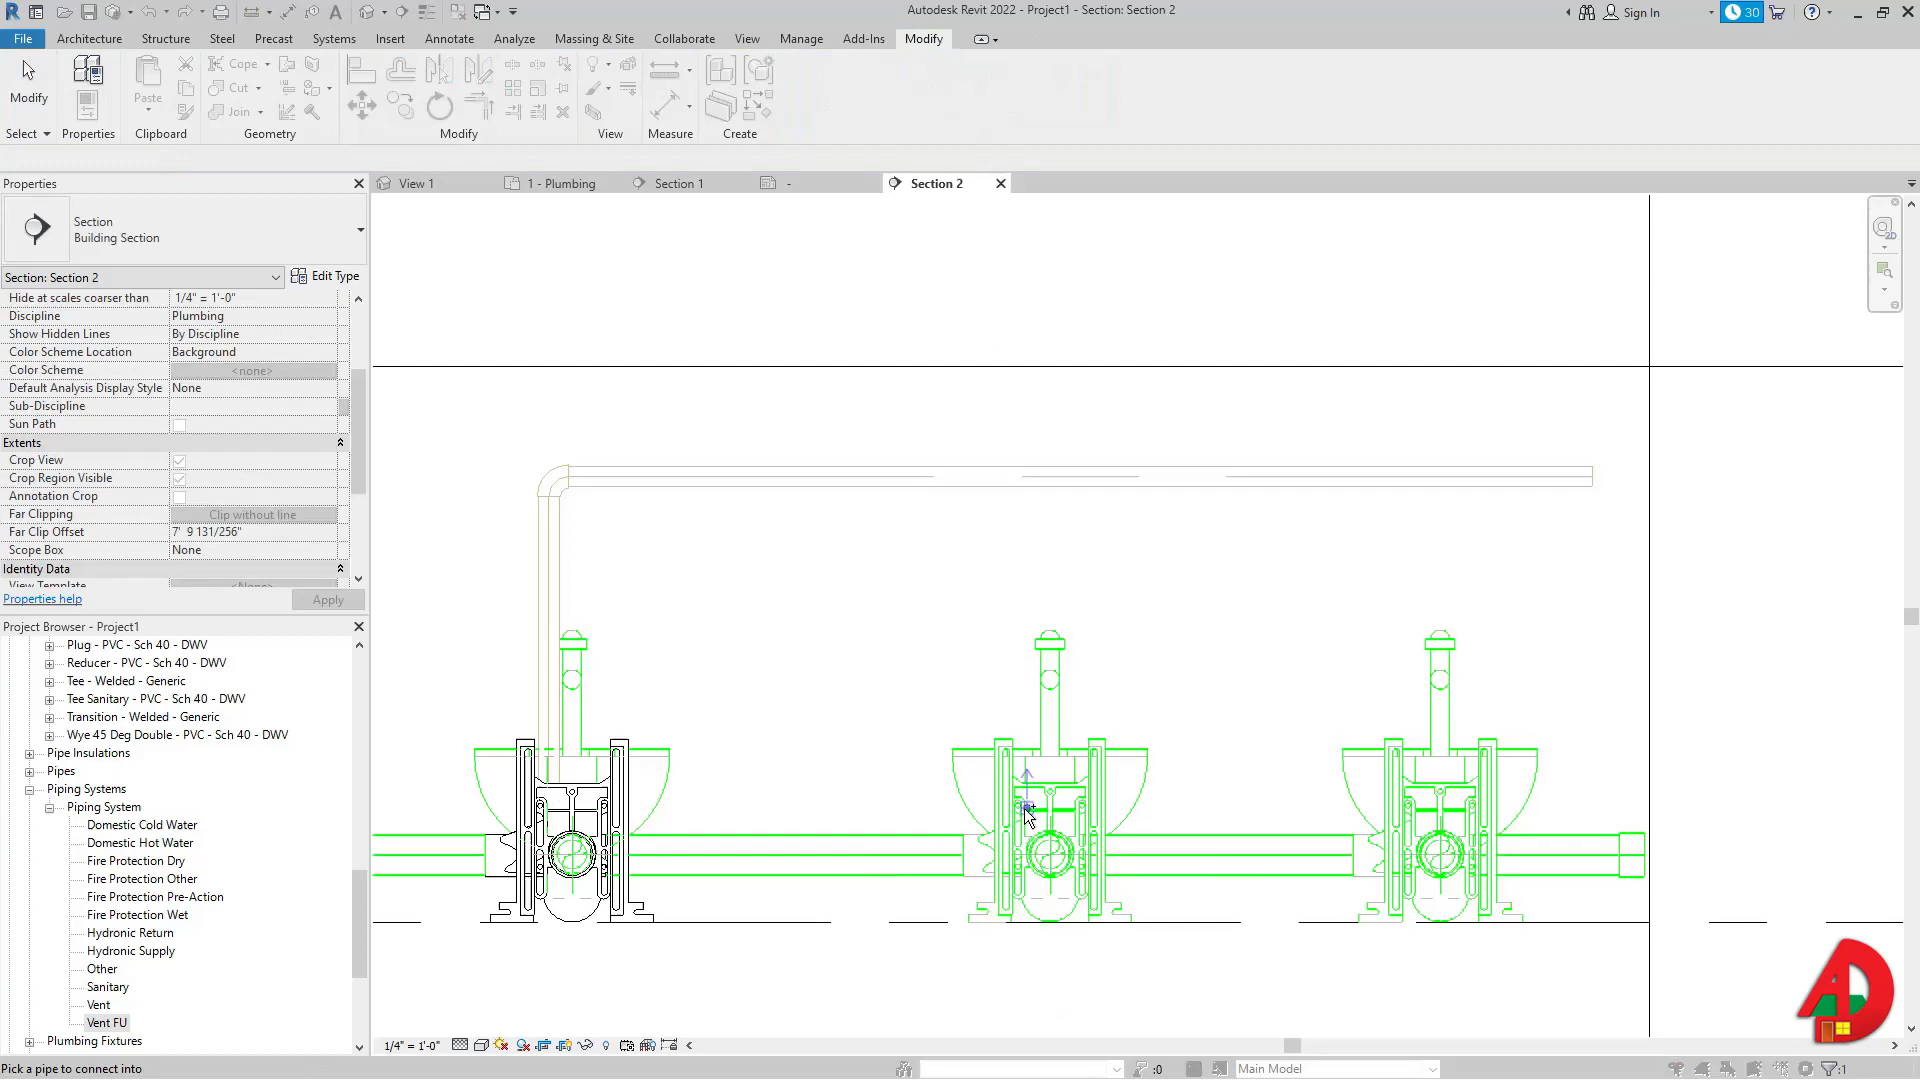 Autodesk Revit 2022 - Project1 - Section: Section 2
Sign In
30
File
Architecture
Structure
Steel
Precast
Systems
Insert
Annotate
Analyze
Massing & Site
Collaborate
View
Manage
Add-Ins
Modify
Modify
Paste
Cope
Cut
Join
Select
Properties
Clipboard
Geometry
Modify
View
Measure
Create
Properties
View 1
1 - Plumbing
Section 1
-
Section 2
Section
Building Section
Section: Section 2
Edit Type
Hide at scales coarser than 1/4" = 1'-0"
Discipline Plumbing
Show Hidden Lines By Discipline
Color Scheme Location Background
Color Scheme <none>
Default Analysis Display Style None
Sub-Discipline
Sun Path
Extents
Crop View
Crop Region Visible
Annotation Crop
Far Clipping Clip without line
Far Clip Offset 7' 9 131/256"
Scope Box None
Identity Data
View Template <None>
Properties help
Apply
Project Browser - Project1
Plug - PVC - Sch 40 - DWV
Reducer - PVC - Sch 40 - DWV
Tee - Welded - Generic
Tee Sanitary - PVC - Sch 40 - DWV
Transition - Welded - Generic
Wye 45 Deg Double - PVC - Sch 40 - DWV
Pipe Insulations
Pipes
Piping Systems
Piping System
Domestic Cold Water
Domestic Hot Water
Fire Protection Dry
Fire Protection Other
Fire Protection Pre-Action
Fire Protection Wet
Hydronic Return
Hydronic Supply
Other
Sanitary
Vent
Vent FU
Plumbing Fixtures
2D
1/4" = 1'-0"
Pick a pipe to connect into
:0
Main Model
:1